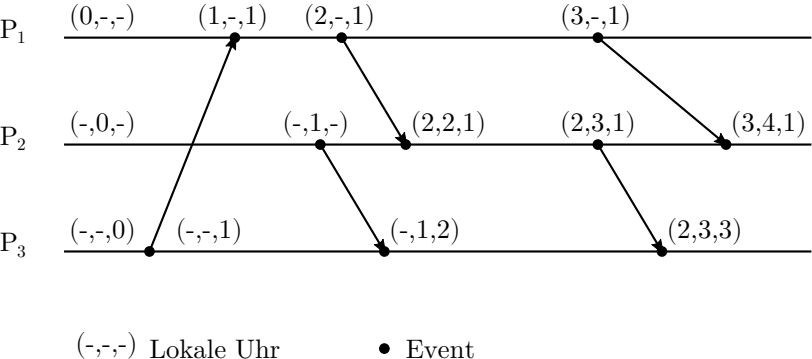 P1 (0,-,-) (1,-,1) (2,-,1) (3,-,1)
P2 (-,0,-) (-,1,-) (2,2,1) (2,3,1) (3,4,1)
P3 (-,-,0) (-,-,1) (-,1,2) (2,3,3)
(-,-,-) Lokale Uhr Event